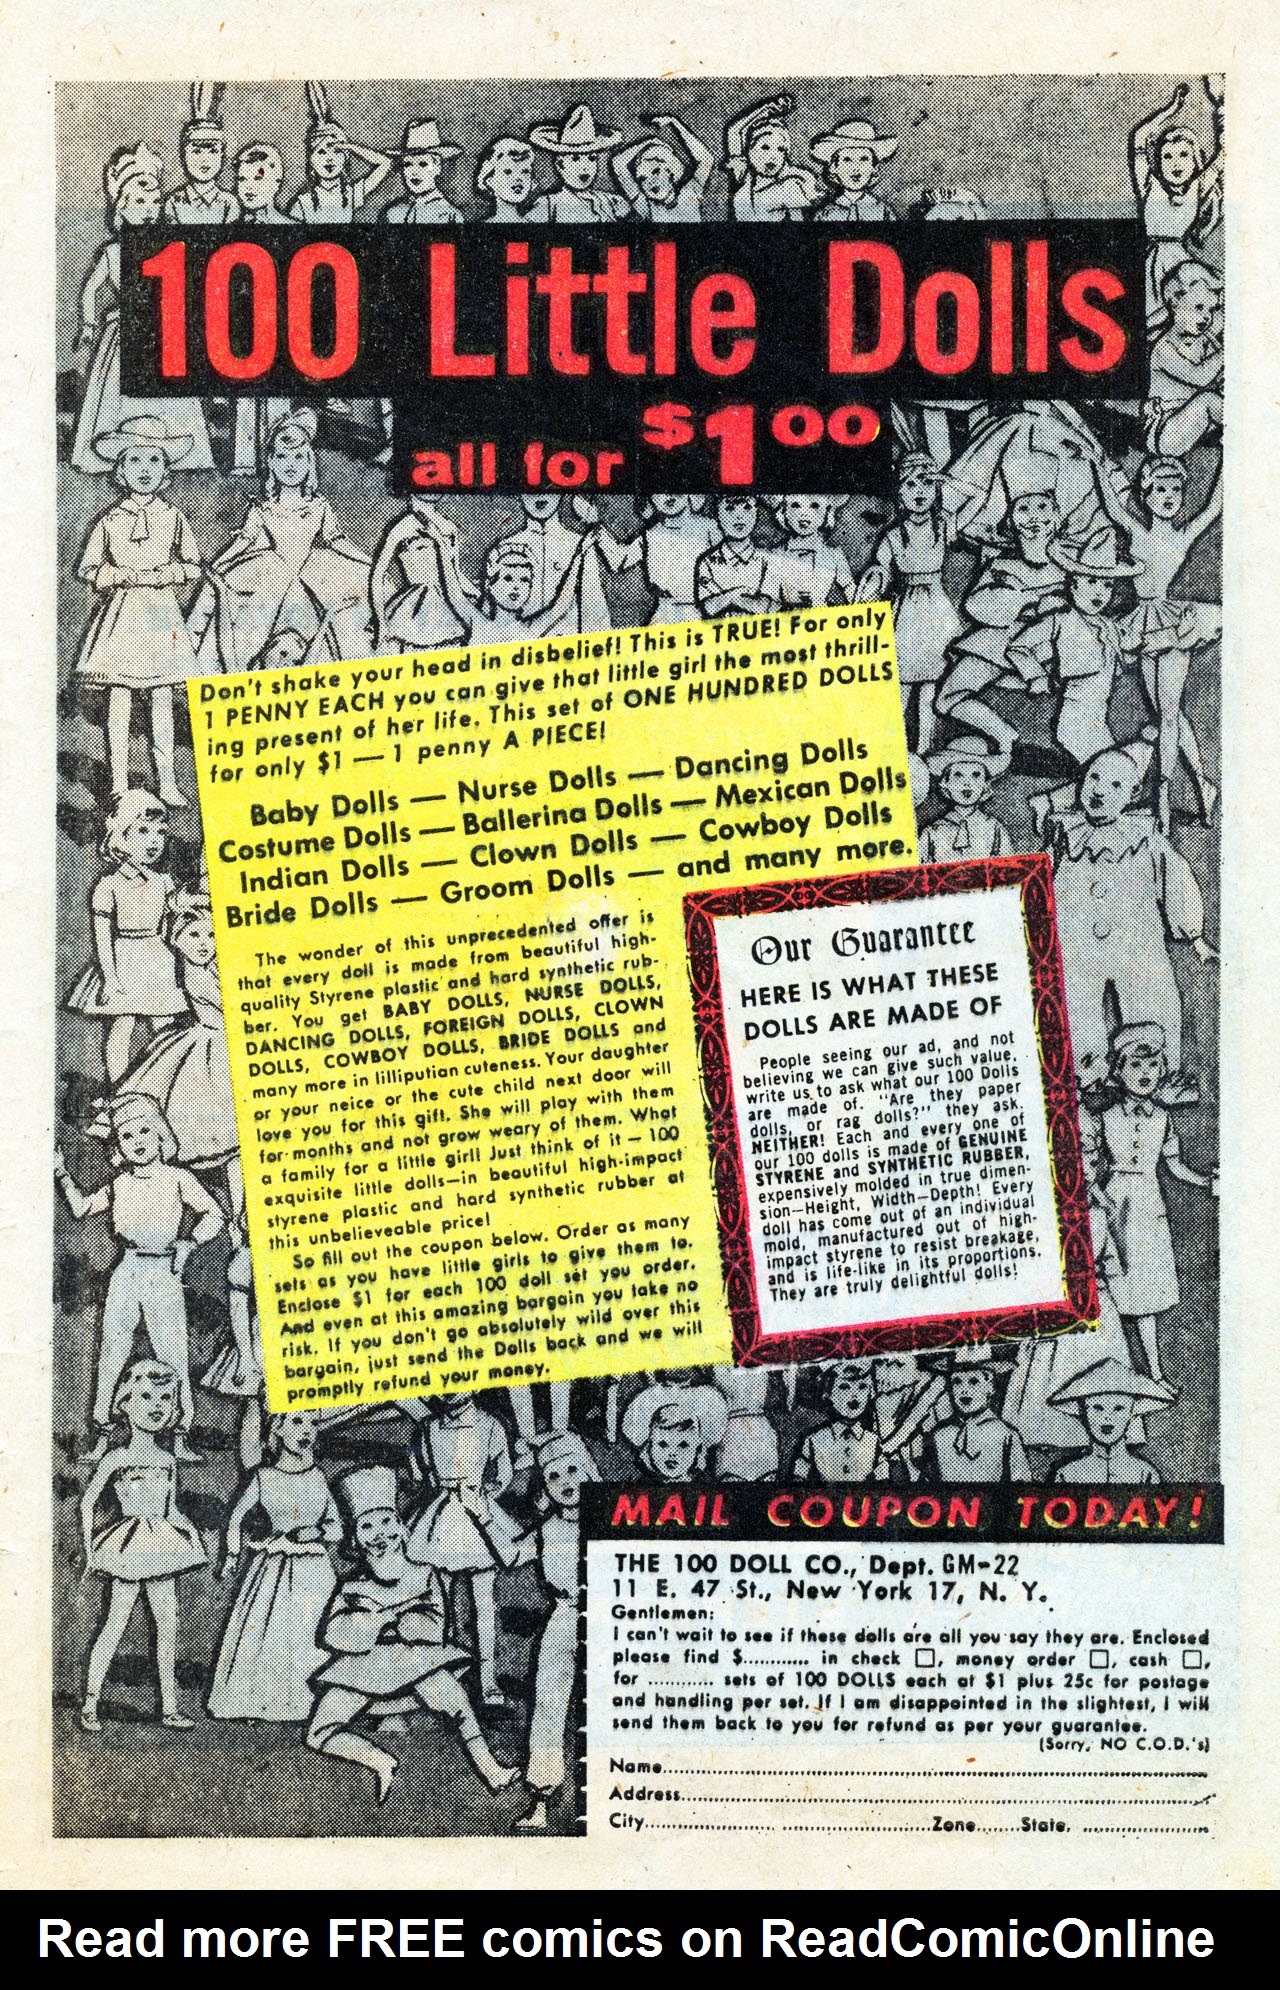 100 Little Dolls
all for $1.00
Don't shake your head in disbelief! This is TRUE! For only
1 PENNY EACH you can give that little girl the most thrill-
ing present of her life. This set of ONE HUNDRED DOLLS
for only $1 — 1 penny A PIECE!
Baby Dolls — Nurse Dolls — Dancing Dolls
Costume Dolls — Ballerina Dolls — Mexican Dolls
Indian Dolls — Clown Dolls — Cowboy Dolls
Bride Dolls — Groom Dolls — and many more.
The wonder of this unprecedented offer is
that every doll is made from beautiful high-
quality Styrene plastic and hard synthetic rub-
ber. You get BABY DOLLS, NURSE DOLLS,
DANCING DOLLS, FOREIGN DOLLS, CLOWN
DOLLS, COWBOY DOLLS, BRIDE DOLLS and
many more in lilliputian cuteness. Your daughter
or your neice or the cute child next door will
love you for this gift. She will play with them
for months and not grow weary of them. What
a family for a little girl! Just think of it — 100
exquisite little dolls—in beautiful high-impact
styrene plastic and hard synthetic rubber at
this unbelieveable price!
So fill out the coupon below. Order as many
sets as you have little girls to give them to.
Enclose $1 for each 100 doll set you order.
And even at this amazing bargain you take no
risk. If you don't go absolutely wild over this
bargain, just send the Dolls back and we will
promptly refund your money.
Our Guarantee
HERE IS WHAT THESE
DOLLS ARE MADE OF
People seeing our ad, and not
believing we can give such value,
write us to ask what our 100 Dolls
are made of. "Are they paper
dolls, or rag dolls?" they ask.
NEITHER! Each and every one of
our 100 dolls is made of GENUINE
STYRENE and SYNTHETIC RUBBER,
expensively molded in true dimen-
sion—Height, Width—Depth! Every
doll has come out of an individual
mold, manufactured out of high-
impact styrene to resist breakage,
and is life-like in its proportions.
They are truly delightful dolls!
MAIL COUPON TODAY!
THE 100 DOLL CO., Dept. GM-22
11 E. 47 St., New York 17, N. Y.
Gentlemen:
I can't wait to see if these dolls are all you say they are. Enclosed
please find $............ in check □, money order □, cash □,
for ............ sets of 100 DOLLS each at $1 plus 25c for postage
and handling per set. If I am disappointed in the slightest, I will
send them back to you for refund as per your guarantee.
(Sorry, NO C.O.D.'s)
Name..........
Address..........
City.......... Zone........ State. ..........
Read more FREE comics on ReadComicOnline